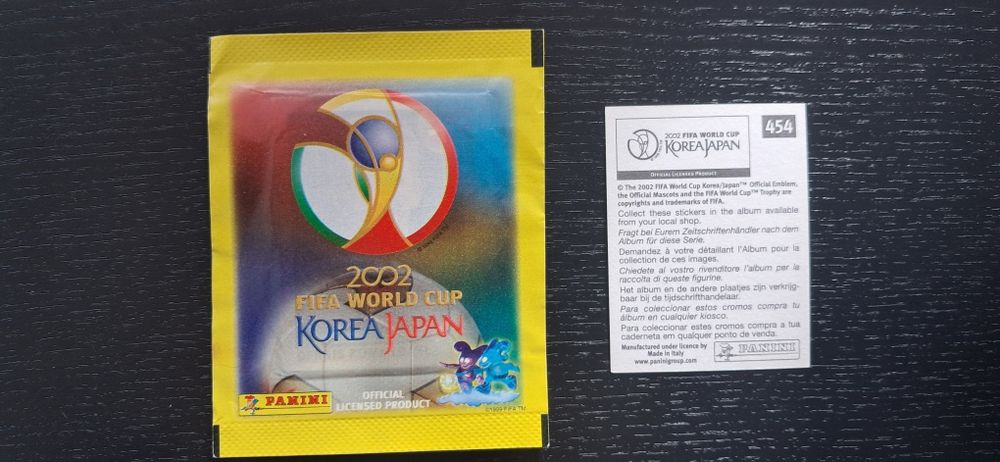 2002
FIFA WORLD CUP
KOREA JAPAN
PANINI
OFFICIAL
LICENSED PRODUCT
©1999 FIFA TM
454
2002 FIFA WORLD CUP
KOREA JAPAN
OFFICIAL LICENSED PRODUCT
© The 2002 FIFA World Cup Korea/Japan™ Official Emblem,
the Official Mascots and the FIFA World Cup™ Trophy are
copyrights and trademarks of FIFA.
Collect these stickers in the album available
from your local shop.
Fragt bei Eurem Zeitschriftenhändler nach dem
Album für diese Serie.
Demandez à votre détaillant l'Album pour la
collection de ces images.
Chiedete al vostro rivenditore l'album per la
raccolta di queste figurine.
Het album en de andere plaatjes zijn verkrijg-
baar bij de tijdschrifthandelaar.
Para coleccionar estos cromos compra tu
álbum en cualquier kiosco.
Para coleccionar estes cromos compra a tua
caderneta em qualquer ponto de venda.
Manufactured under licence by
Made in Italy
www.paninigroup.com
PANINI